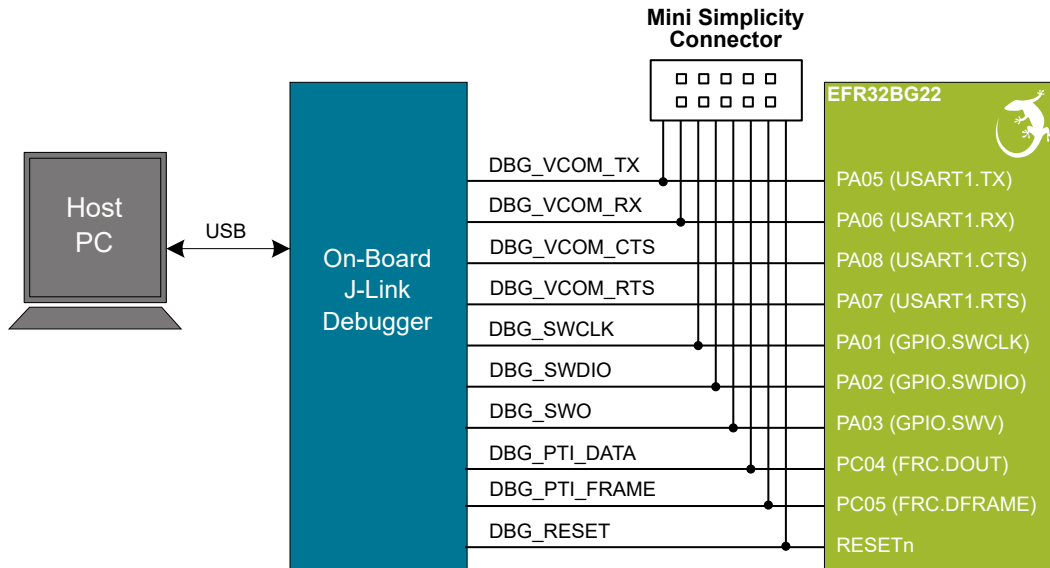 Mini Simplicity
Connector
EFR32BG22
Host
PC
USB
On-Board
J-Link
Debugger
DBG_VCOM_TX
PA05 (USART1.TX)
DBG_VCOM_RX
PA06 (USART1.RX)
DBG_VCOM_CTS
PA08 (USART1.CTS)
DBG_VCOM_RTS
PA07 (USART1.RTS)
DBG_SWCLK
PA01 (GPIO.SWCLK)
DBG_SWDIO
PA02 (GPIO.SWDIO)
DBG_SWO
PA03 (GPIO.SWV)
DBG_PTI_DATA
PC04 (FRC.DOUT)
DBG_PTI_FRAME
PC05 (FRC.DFRAME)
DBG_RESET
RESETn